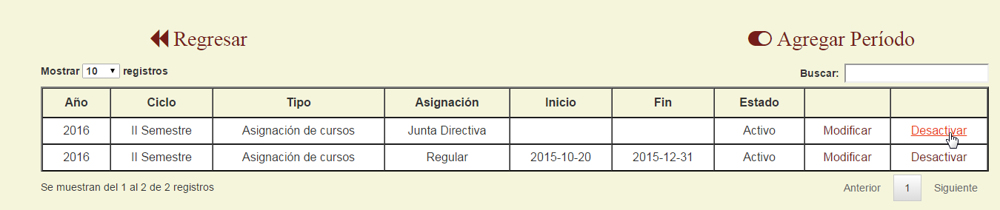 Regresar Agregar Período
Mostrar 10 registros Buscar:
Año Ciclo Tipo Asignación Inicio Fin Estado
2016 II Semestre Asignación de cursos Junta Directiva Activo Modificar Desactivar
2016 II Semestre Asignación de cursos Regular 2015-10-20 2015-12-31 Activo Modificar Desactivar
Se muestran del 1 al 2 de 2 registros Anterior 1 Siguiente